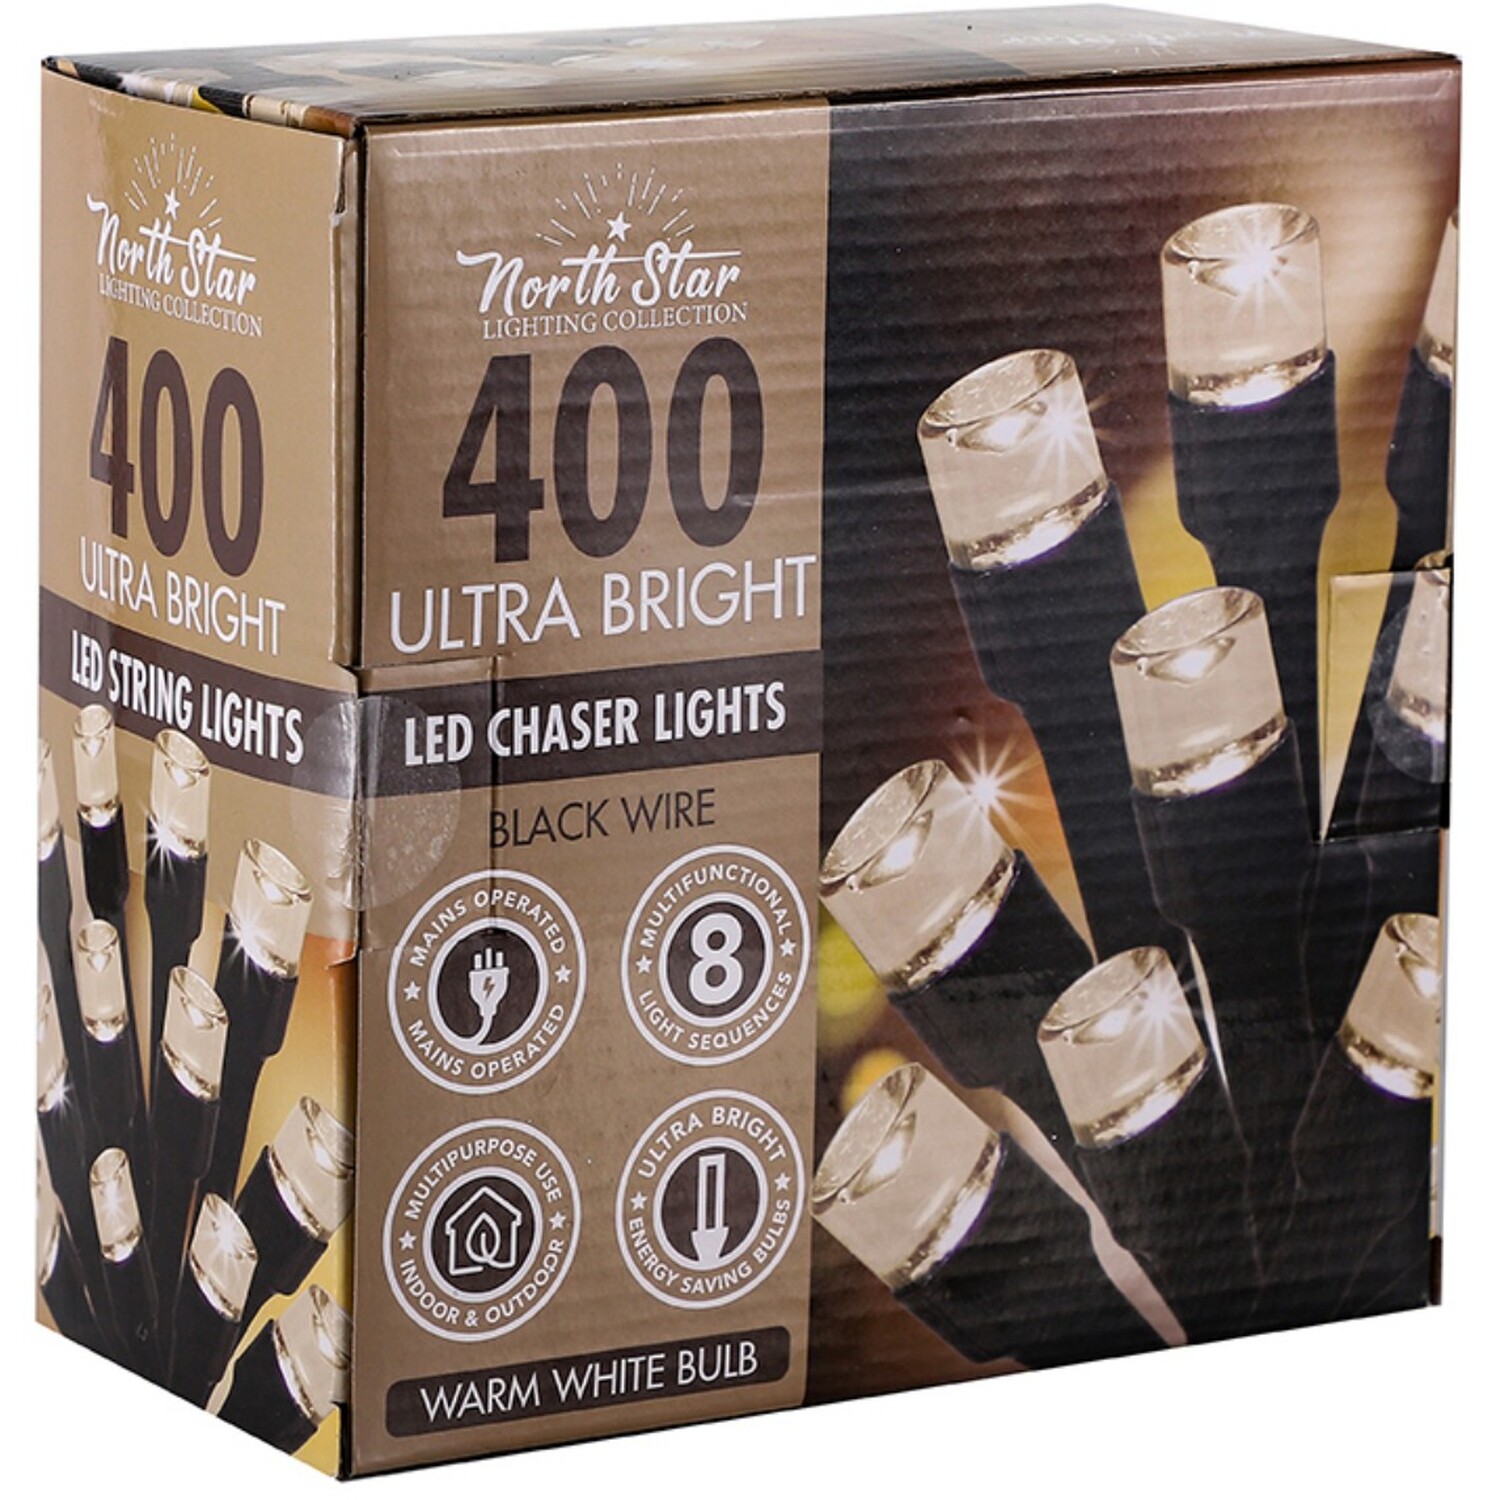 North Star
LIGHTING COLLECTION
400
ULTRA BRIGHT
LED STRING LIGHTS
North Star
LIGHTING COLLECTION
400
ULTRA BRIGHT
LED CHASER LIGHTS
BLACK WIRE
MAINS OPERATED
MAINS OPERATED
MULTIFUNCTIONAL
8
LIGHT SEQUENCES
MULTIPURPOSE USE
INDOOR & OUTDOOR
ULTRA BRIGHT
ENERGY SAVING BULBS
WARM WHITE BULB